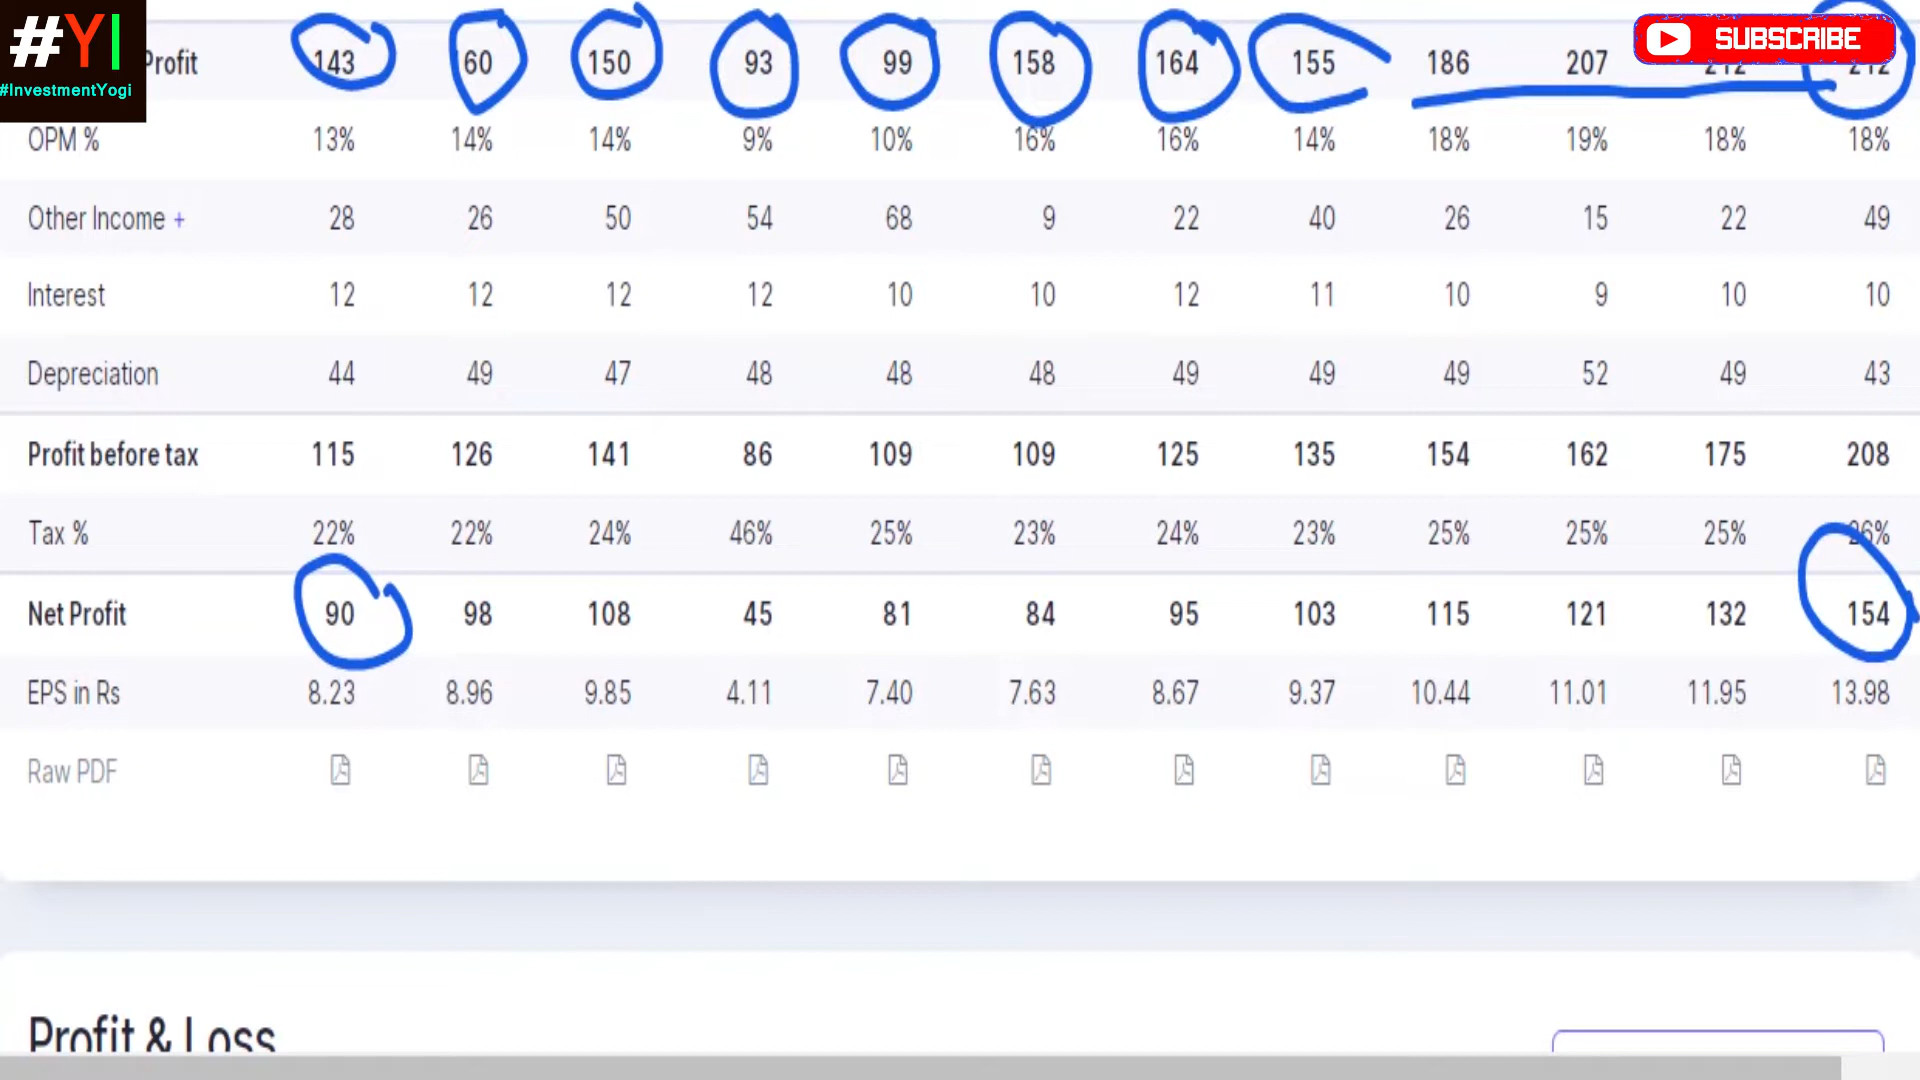 #YI
#InvestmentYogi
SUBSCRIBE
Profit 143 60 150 93 99 158 164 155 186 207 212 212
OPM % 13% 14% 14% 9% 10% 16% 16% 14% 18% 19% 18% 18%
Other Income + 28 26 50 54 68 9 22 40 26 15 22 49
Interest 12 12 12 12 10 10 12 11 10 9 10 10
Depreciation 44 49 47 48 48 48 49 49 49 52 49 43
Profit before tax 115 126 141 86 109 109 125 135 154 162 175 208
Tax % 22% 22% 24% 46% 25% 23% 24% 23% 25% 25% 25% 26%
Net Profit 90 98 108 45 81 84 95 103 115 121 132 154
EPS in Rs 8.23 8.96 9.85 4.11 7.40 7.63 8.67 9.37 10.44 11.01 11.95 13.98
Raw PDF
Profit & Loss